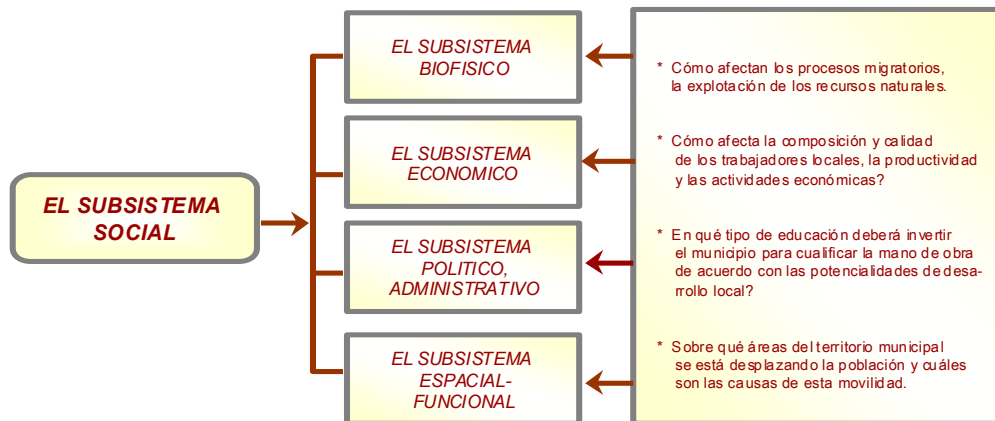 EL SUBSISTEMA
SOCIAL
EL SUBSISTEMA
BIOFISICO
EL SUBSISTEMA
ECONOMICO
EL SUBSISTEMA
POLITICO,
ADMINISTRATIVO
EL SUBSISTEMA
ESPACIAL-
FUNCIONAL
* Cómo afectan los procesos migratorios,
la explotación de los recursos naturales.
* Cómo afecta la composición y calidad
de los trabajadores locales, la productividad
y las actividades económicas?
* En qué tipo de educación deberá invertir
el municipio para cualificar la mano de obra
de acuerdo con las potencialidades de desa-
rrollo local?
* Sobre qué áreas del territorio municipal
se está desplazando la población y cuáles
son las causas de esta movilidad.